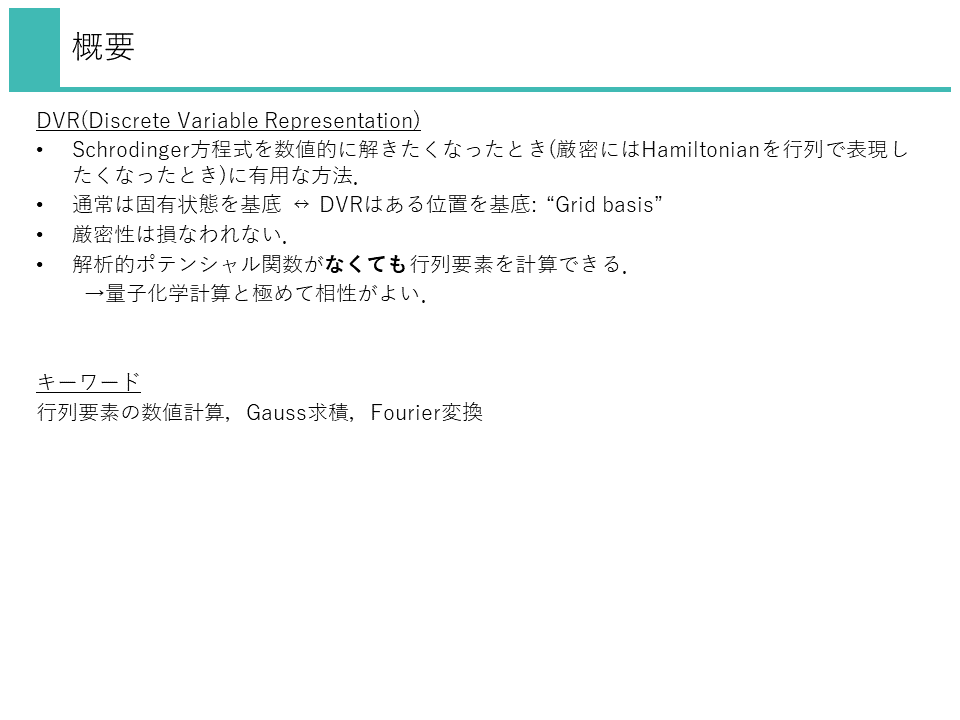 概要
DVR(Discrete Variable Representation)
• Schrodinger方程式を数値的に解きたくなったとき(厳密にはHamiltonianを行列で表現し
たくなったとき)に有用な方法.
• 通常は固有状態を基底 ↔ DVRはある位置を基底: “Grid basis”
• 厳密性は損なわれない.
• 解析的ポテンシャル関数がなくても行列要素を計算できる.
→量子化学計算と極めて相性がよい.
キーワード
行列要素の数値計算, Gauss求積, Fourier変換